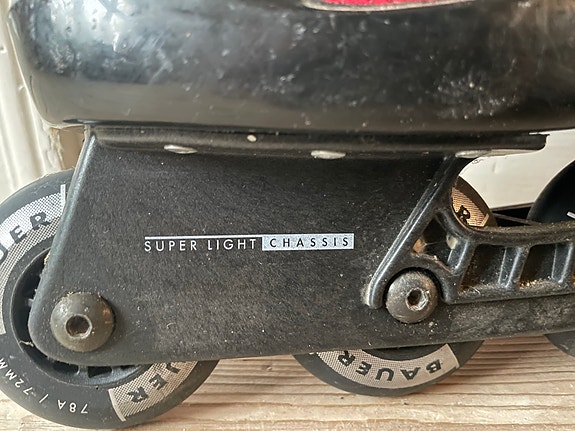 SUPER LIGHT CHASSIS
BAUER
78A / 72MM